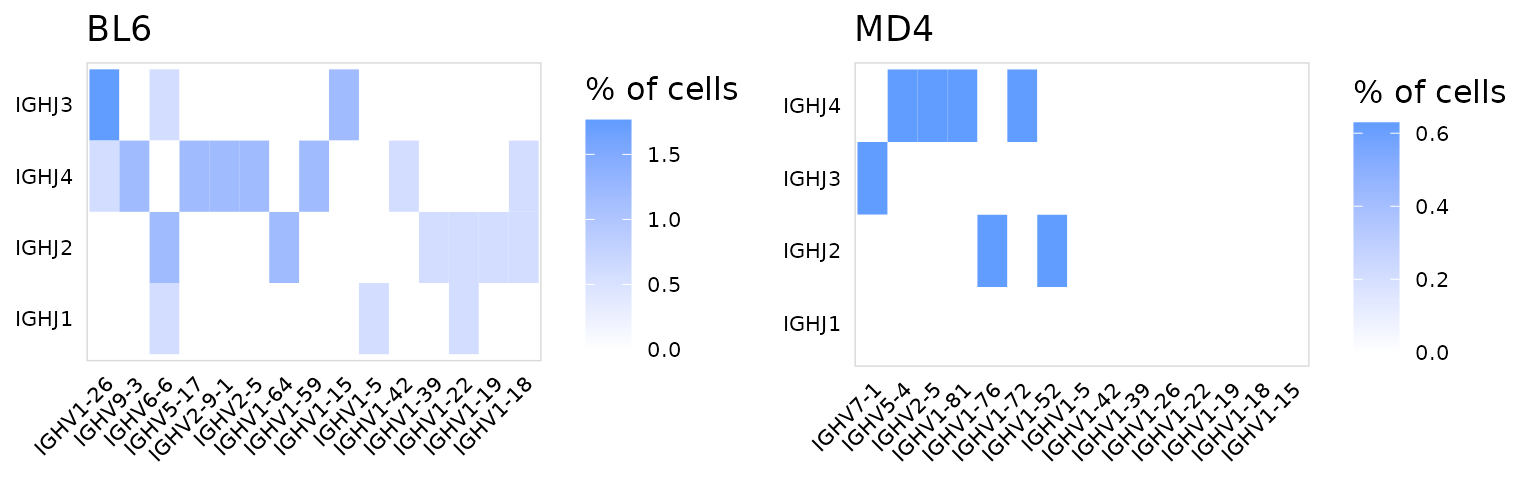 BL6
IGHJ3
IGHJ4
IGHJ2
IGHJ1
IGHV1-26
IGHV9-3
IGHV6-6
IGHV5-17
IGHV2-9-1
IGHV2-5
IGHV1-64
IGHV1-59
IGHV1-15
IGHV1-5
IGHV1-42
IGHV1-39
IGHV1-22
IGHV1-19
IGHV1-18
% of cells
1.5
1.0
0.5
0.0
MD4
IGHJ4
IGHJ3
IGHJ2
IGHJ1
IGHV7-1
IGHV5-4
IGHV2-5
IGHV1-81
IGHV1-76
IGHV1-72
IGHV1-52
IGHV1-5
IGHV1-42
IGHV1-39
IGHV1-26
IGHV1-22
IGHV1-19
IGHV1-18
IGHV1-15
% of cells
0.6
0.4
0.2
0.0